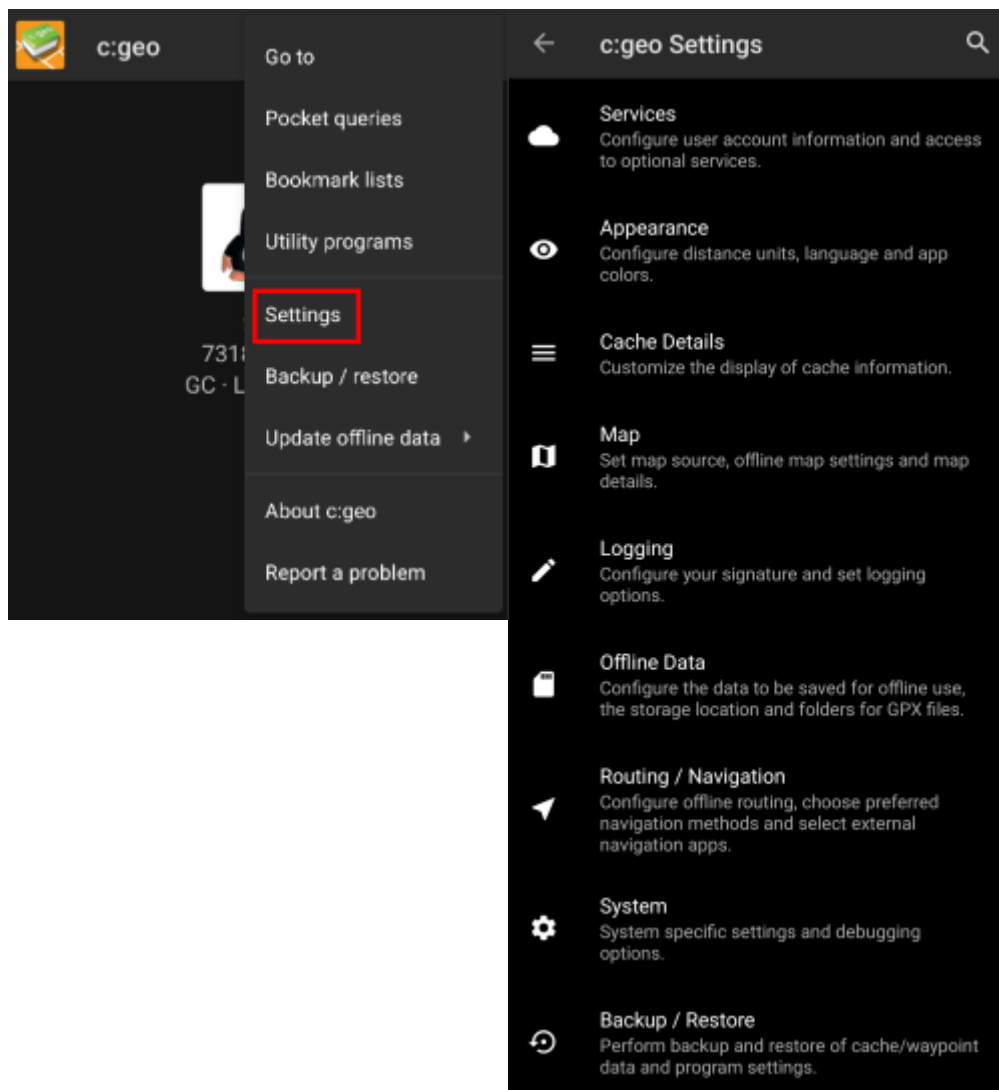 c:geo
Go to
Pocket queries
Bookmark lists
Utility programs
Settings
731
GC · L
Backup / restore
Update offline data
About c:geo
Report a problem
c:geo Settings
Services
Configure user account information and access
to optional services.
Appearance
Configure distance units, language and app
colors.
Cache Details
Customize the display of cache information.
Map
Set map source, offline map settings and map
details.
Logging
Configure your signature and set logging
options.
Offline Data
Configure the data to be saved for offline use,
the storage location and folders for GPX files.
Routing / Navigation
Configure offline routing, choose preferred
navigation methods and select external
navigation apps.
System
System specific settings and debugging
options.
Backup / Restore
Perform backup and restore of cache/waypoint
data and program settings.